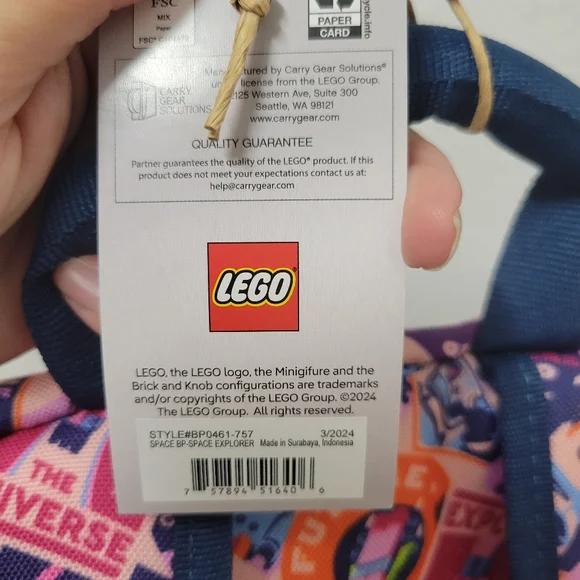 FSC
MIX
Paper
PAPER
CARD
CARRY
GEAR
SOLUTIONS
Manufactured by Carry Gear Solutions®
under license from the LEGO Group.
2125 Western Ave, Suite 300
Seattle, WA 98121
www.carrygear.com
QUALITY GUARANTEE
Partner guarantees the quality of the LEGO® product. If this
product does not meet your expectations contact us at:
help@carrygear.com
LEGO
LEGO, the LEGO logo, the Minigifure and the
Brick and Knob configurations are trademarks
and/or copyrights of the LEGO Group. ©2024
The LEGO Group. All rights reserved.
STYLE#BP0461-757 3/2024
SPACE BP-SPACE EXPLORER Made in Surabaya, Indonesia
7 57894 51640 6
THE